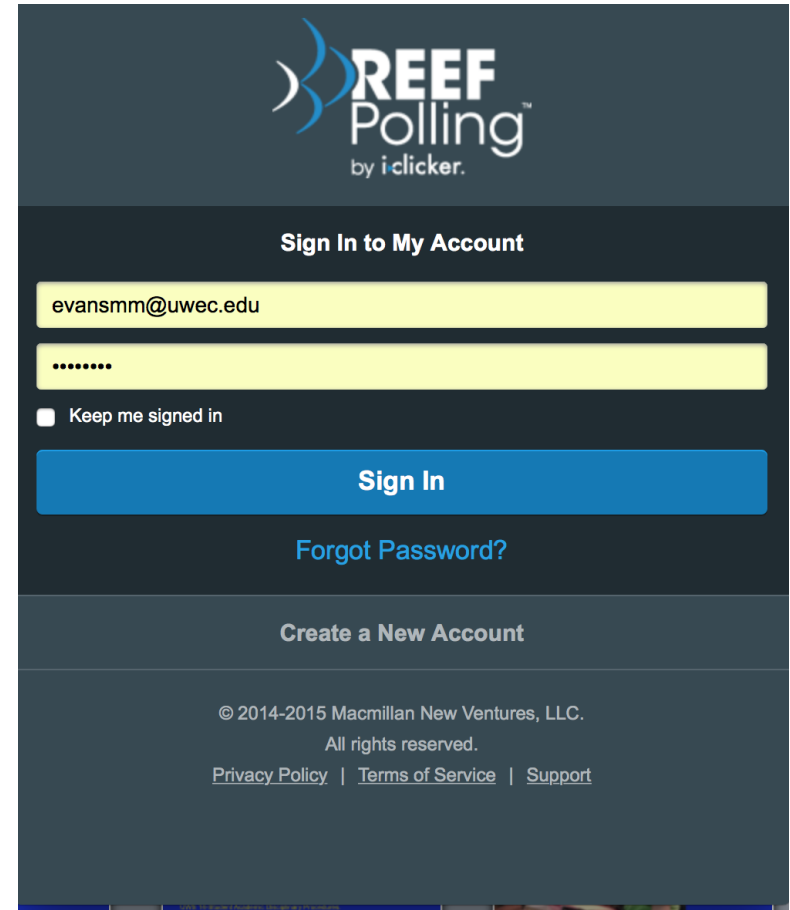 REEF
Polling™
by i•clicker.
Sign In to My Account
evansmm@uwec.edu
••••••••
Keep me signed in
Sign In
Forgot Password?
Create a New Account
© 2014-2015 Macmillan New Ventures, LLC.
All rights reserved.
Privacy Policy | Terms of Service | Support